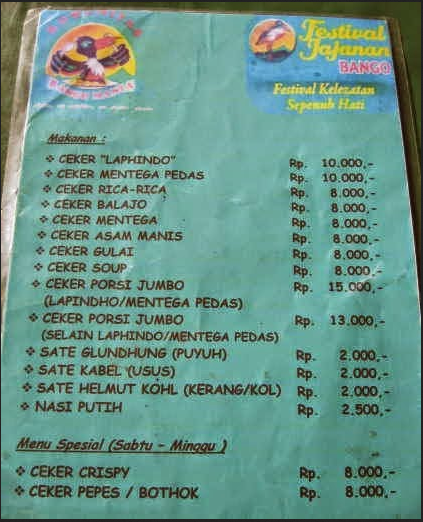 Festival
Jajanan
BANGO
Festival Kelezatan
Sepenuh Hati
Makanan :
❖ CEKER "LAPHINDO" Rp. 10.000,-
❖ CEKER MENTEGA PEDAS Rp. 10.000,-
❖ CEKER RICA-RICA Rp. 8.000,-
❖ CEKER BALAJO Rp. 8.000,-
❖ CEKER MENTEGA Rp. 8.000,-
❖ CEKER ASAM MANIS Rp. 8.000,-
❖ CEKER GULAI Rp. 8.000,-
❖ CEKER SOUP Rp. 8.000,-
❖ CEKER PORSI JUMBO Rp. 15.000,-
(LAPINDHO/MENTEGA PEDAS)
❖ CEKER PORSI JUMBO Rp. 13.000,-
(SELAIN LAPHINDO/MENTEGA PEDAS)
❖ SATE GLUNDHUNG (PUYUH) Rp. 2.000,-
❖ SATE KABEL (USUS) Rp. 2.000,-
❖ SATE HELMUT KOHL (KERANG/KOL) Rp. 2.000,-
❖ NASI PUTIH Rp. 2.500,-
Menu Spesial (Sabtu - Minggu )
❖ CEKER CRISPY Rp. 8.000,-
❖ CEKER PEPES / BOTHOK Rp. 8.000,-